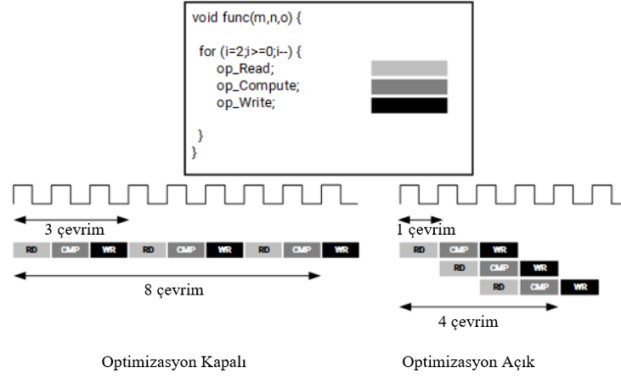 void func(m,n,o) {
for (i=2;i>=0;i--) {
op_Read;
op_Compute;
op_Write;
}
}
3 çevrim
RD CMP WR RD CMP WR RD CMP WR
8 çevrim
Optimizasyon Kapalı
1 çevrim
RD CMP WR
RD CMP WR
RD CMP WR
4 çevrim
Optimizasyon Açık